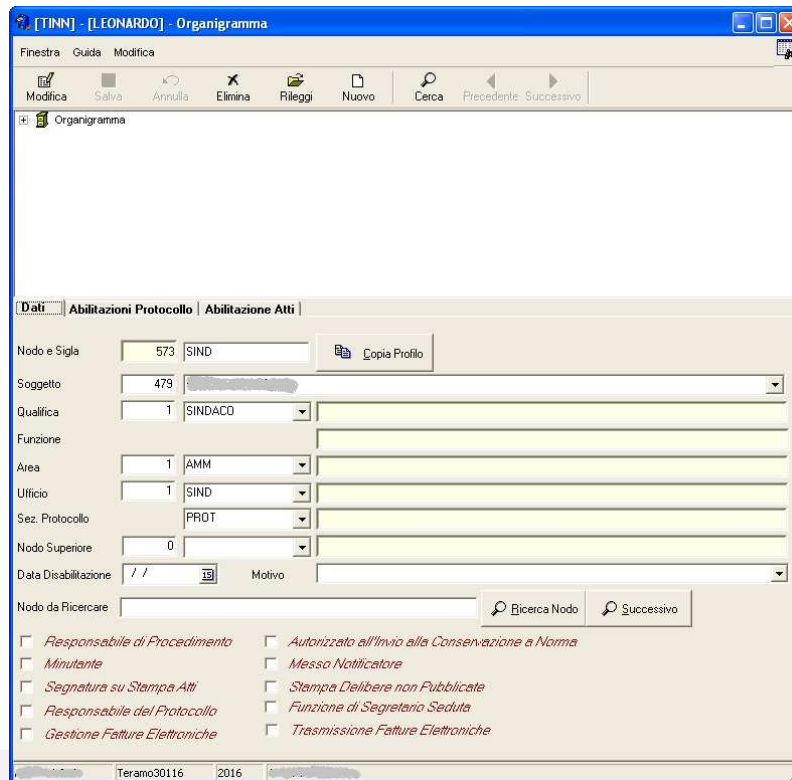 [TINN] - [LEONARDO] - Organigramma
Finestra Guida Modifica
Modifica Salva Annulla Elimina Rileggi Nuovo Cerca Precedente Successivo
Organigramma
Dati Abilitazioni Protocollo Abilitazione Atti
Nodo e Sigla 573 SIND Copia Profilo
Soggetto 479
Qualifica 1 SINDACO
Funzione
Area 1 AMM
Ufficio 1 SIND
Sez. Protocollo PROT
Nodo Superiore 0
Data Disabilitazione / / 15 Motivo
Nodo da Ricercare Ricerca Nodo Successivo
Responsabile di Procedimento Autorizzato all'Invio alla Conservazione a Norma
Minutante Messo Notificatore
Segnatura su Stampa Atti Stampa Delibere non Pubblicate
Responsabile del Protocollo Funzione di Segretario Seduta
Gestione Fatture Elettroniche Trasmissione Fatture Elettroniche
Teramo30116 2016